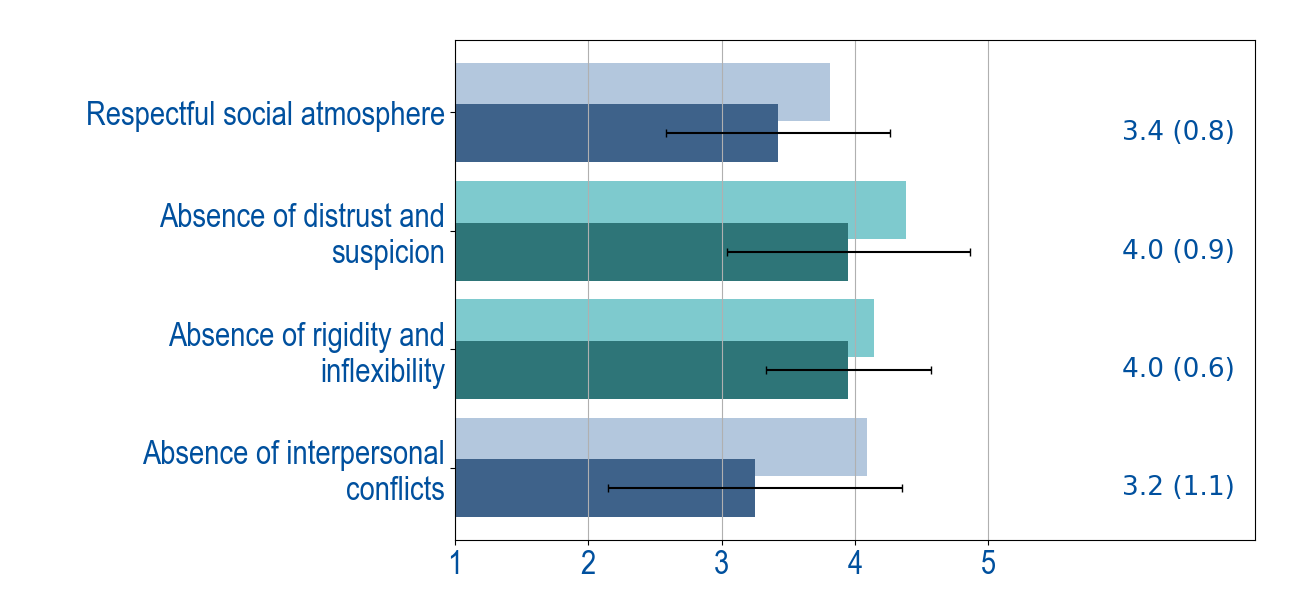 Respectful social atmosphere
3.4 (0.8)
Absence of distrust and
suspicion
4.0 (0.9)
Absence of rigidity and
inflexibility
4.0 (0.6)
Absence of interpersonal
conflicts
3.2 (1.1)
1 2 3 4 5